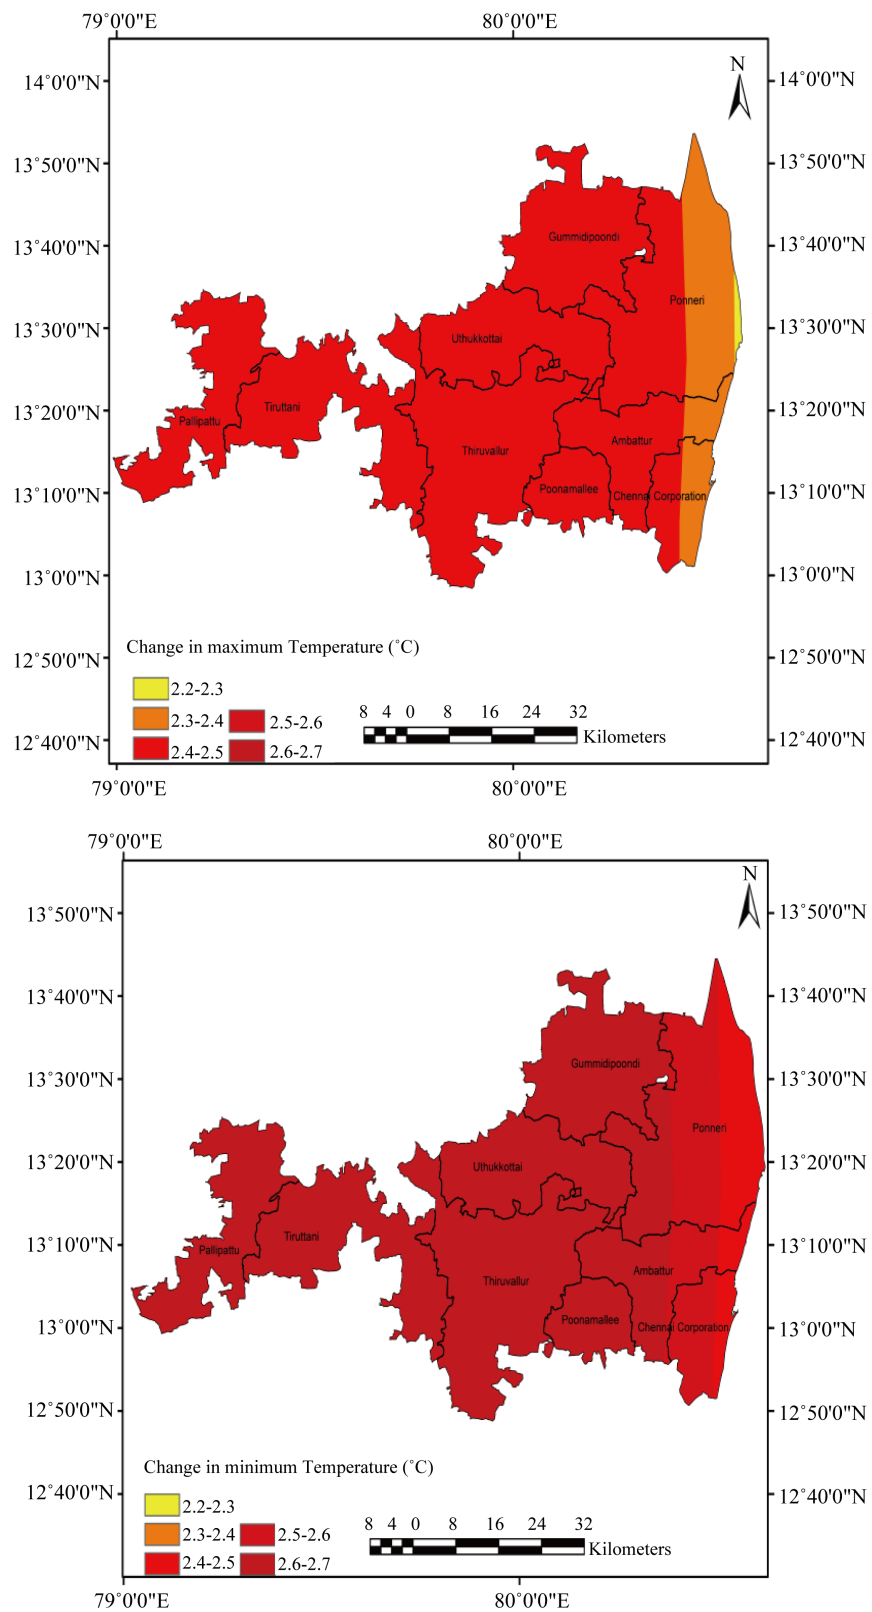 79˚0'0"E 80˚0'0"E
N
14˚0'0"N 14˚0'0"N
13˚50'0"N 13˚50'0"N
13˚40'0"N Gummidipoondi 13˚40'0"N
Ponneri
13˚30'0"N Uthukkottai 13˚30'0"N
13˚20'0"N Pallipattu Tiruttani 13˚20'0"N
Thiruvallur Ambattur
13˚10'0"N Poonamallee Chennai Corporation 13˚10'0"N
13˚0'0"N 13˚0'0"N
Change in maximum Temperature (˚C)
12˚50'0"N 12˚50'0"N
2.2-2.3
2.3-2.4 2.5-2.6 8 4 0 8 16 24 32
12˚40'0"N 2.4-2.5 2.6-2.7 Kilometers 12˚40'0"N
79˚0'0"E 80˚0'0"E
79˚0'0"E 80˚0'0"E
N
13˚50'0"N 13˚50'0"N
13˚40'0"N 13˚40'0"N
Gummidipoondi
13˚30'0"N 13˚30'0"N
Ponneri
13˚20'0"N Uthukkottai 13˚20'0"N
13˚10'0"N Pallipattu Tiruttani 13˚10'0"N
Thiruvallur Ambattur
13˚0'0"N Poonamallee Chennai Corporation 13˚0'0"N
12˚50'0"N 12˚50'0"N
Change in minimum Temperature (˚C)
12˚40'0"N 12˚40'0"N
2.2-2.3
2.3-2.4 2.5-2.6 8 4 0 8 16 24 32
2.4-2.5 2.6-2.7 Kilometers
79˚0'0"E 80˚0'0"E